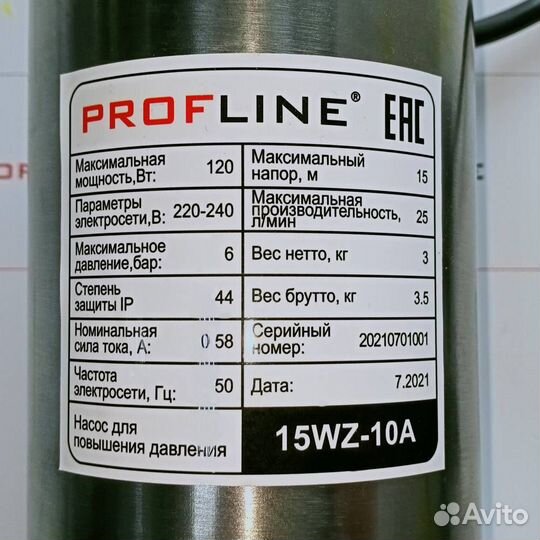 PROFLINE® EAC
Максимальная
мощность,Вт: 120
Максимальный
напор, м 15
Параметры
электросети,В: 220-240
Максимальная
производительность,
л/мин 25
Максимальное
давление,бар: 6
Вес нетто, кг 3
Степень
защиты IP 44
Вес брутто, кг 3.5
Номинальная
сила тока, А: 0 58
Серийный
номер: 20210701001
Частота
электросети, Гц: 50
Дата: 7.2021
Насос для
повышения давления
15WZ-10A
Avito